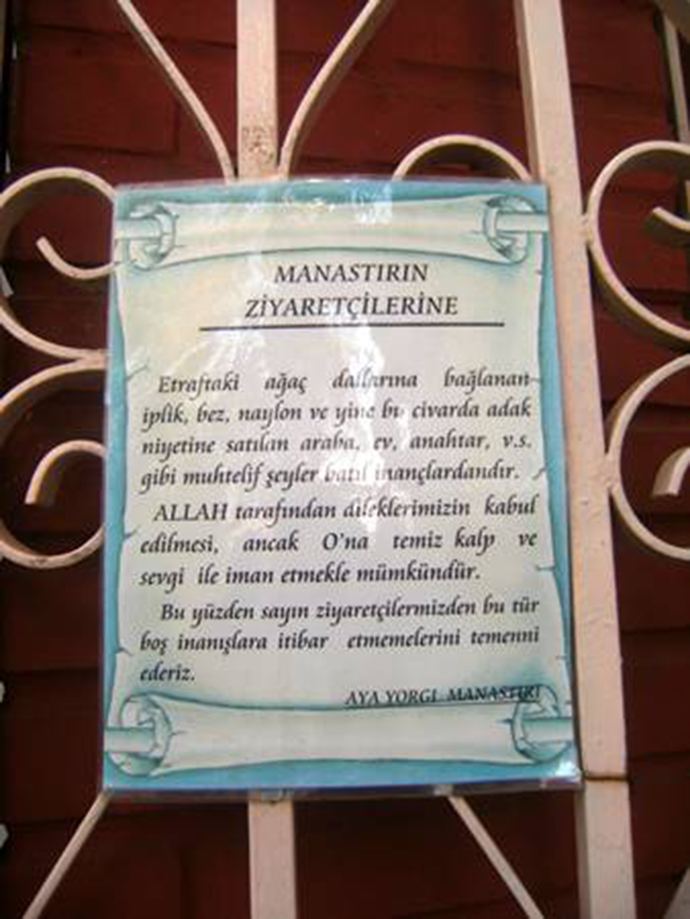 MANASTIRIN
ZİYARETÇİLERİNE
Etraftaki ağaç dallarına bağlanan
iplik, bez, naylon ve yine bu civarda adak
niyetine satılan araba, ev, anahtar, v.s.
gibi muhtelif şeyler batıl inançlardandır.
ALLAH tarafından dileklerimizin kabul
edilmesi, ancak O'na temiz kalp ve
sevgi ile iman etmekle mümkündür.
Bu yüzden sayın ziyaretçilermizden bu tür
boş inanışlara itibar etmemelerini temenni
ederiz.
AYA YORGI MANASTIRI